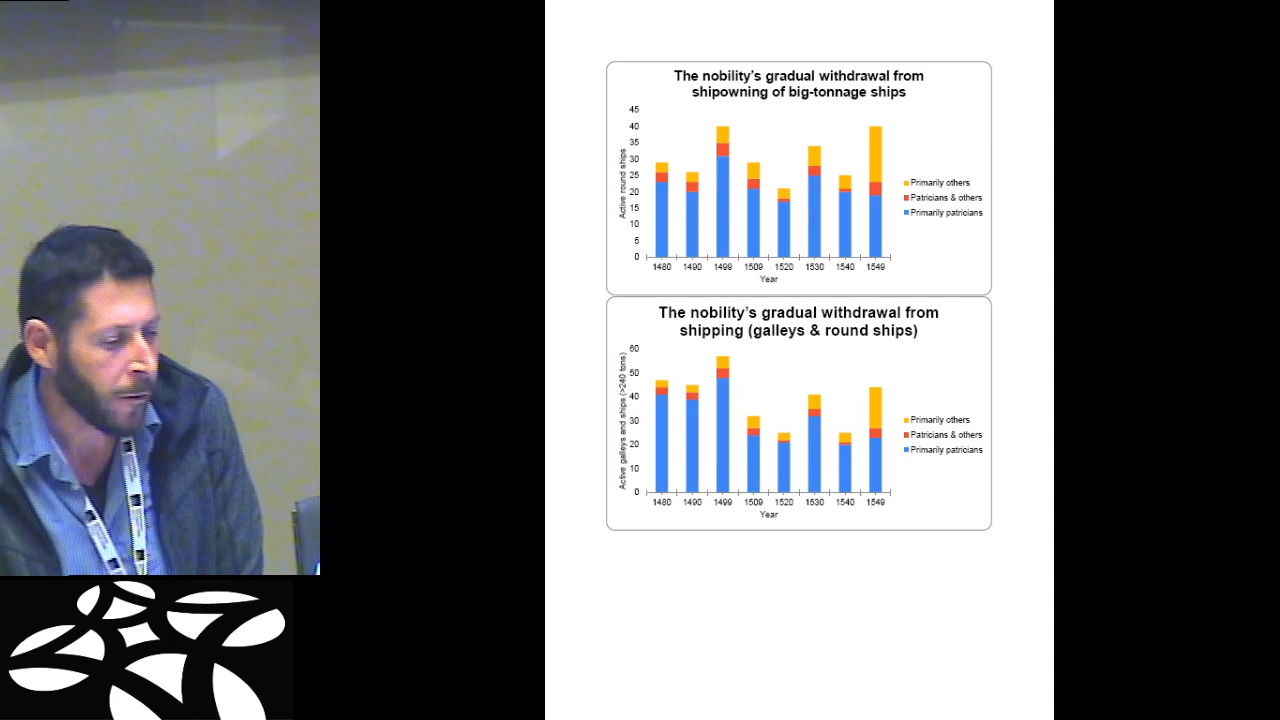 The nobility's gradual withdrawal from
shipowning of big-tonnage ships
Active round ships
45
40
35
30
25
20
15
10
5
0
1480 1490 1499 1509 1520 1530 1540 1549
Year
Primarily others
Patricians & others
Primarily patricians
The nobility's gradual withdrawal from
shipping (galleys & round ships)
Active galleys and ships (>240 tons)
60
50
40
30
20
10
0
1480 1490 1499 1509 1520 1530 1540 1549
Year
Primarily others
Patricians & others
Primarily patricians